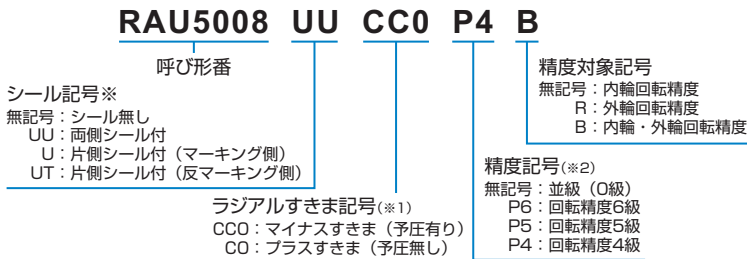 RAU5008 UU CC0 P4 B
呼び形番
シール記号※
無記号：シール無し
UU：両側シール付
U：片側シール付（マーキング側）
UT：片側シール付（反マーキング側）
ラジアルすきま記号(※1)
CC0：マイナスすきま（予圧有り）
C0：プラスすきま（予圧無し）
精度対象記号
無記号：内輪回転精度
R：外輪回転精度
B：内輪・外輪回転精度
精度記号(※2)
無記号：並級（0級）
P6：回転精度6級
P5：回転精度5級
P4：回転精度4級